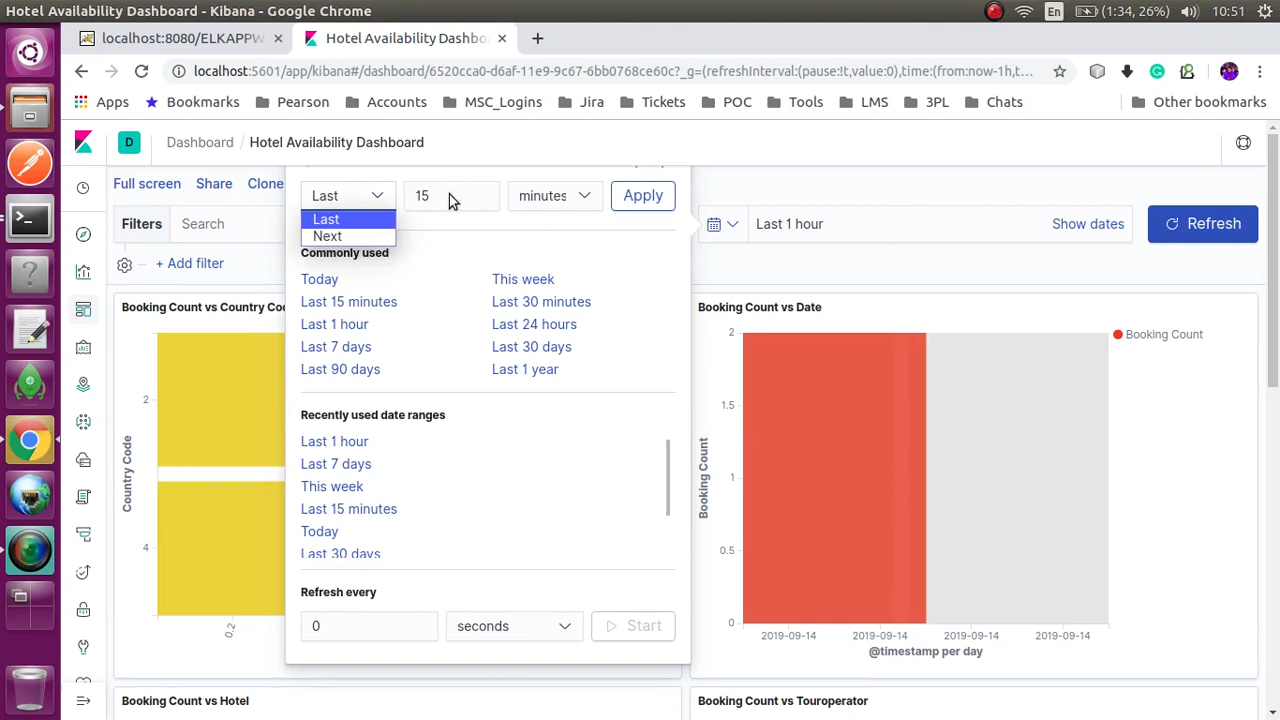 Hotel Availability Dashboard - Kibana - Google Chrome
En
(1:34, 26%)
10:51
localhost:8080/ELKAPPW
Hotel Availability Dashbo
localhost:5601/app/kibana#/dashboard/6520cca0-d6af-11e9-9c67-6bb0768ce60c?_g=(refreshInterval:(pause:!t,value:0),time:(from:now-1h,t...
Apps
Bookmarks
Pearson
Accounts
MSC_Logins
Jira
Tickets
POC
Tools
LMS
3PL
Chats
Other bookmarks
D
Dashboard / Hotel Availability Dashboard
Full screen
Share
Clone
Last
15
minutes
Apply
Last
Next
Filters
Search
Last 1 hour
Show dates
Refresh
+ Add filter
Commonly used
Today
This week
Last 15 minutes
Last 30 minutes
Last 1 hour
Last 24 hours
Last 7 days
Last 30 days
Last 90 days
Last 1 year
Recently used date ranges
Last 1 hour
Last 7 days
This week
Last 15 minutes
Today
Last 30 days
Refresh every
0
seconds
Start
Booking Count vs Country Co
2
4
Country Code
0.2
Booking Count vs Date
2
1.5
1
0.5
0
Booking Count
2019-09-14
2019-09-14
2019-09-14
2019-09-14
@timestamp per day
Booking Count
Booking Count vs Hotel
Booking Count vs Touroperator